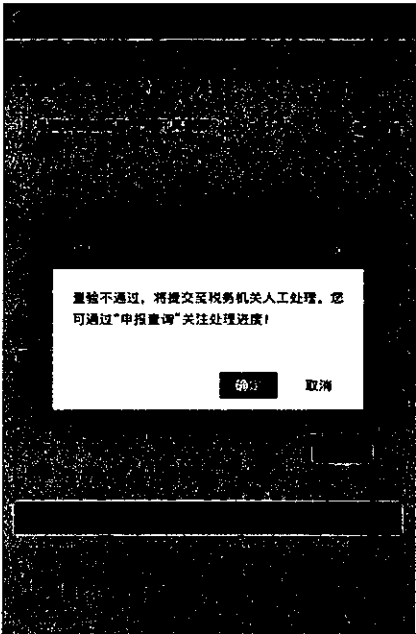 查验不通过，将提交至税务机关人工处理。您
可通过“申报查询”关注处理进度！
确定
取消